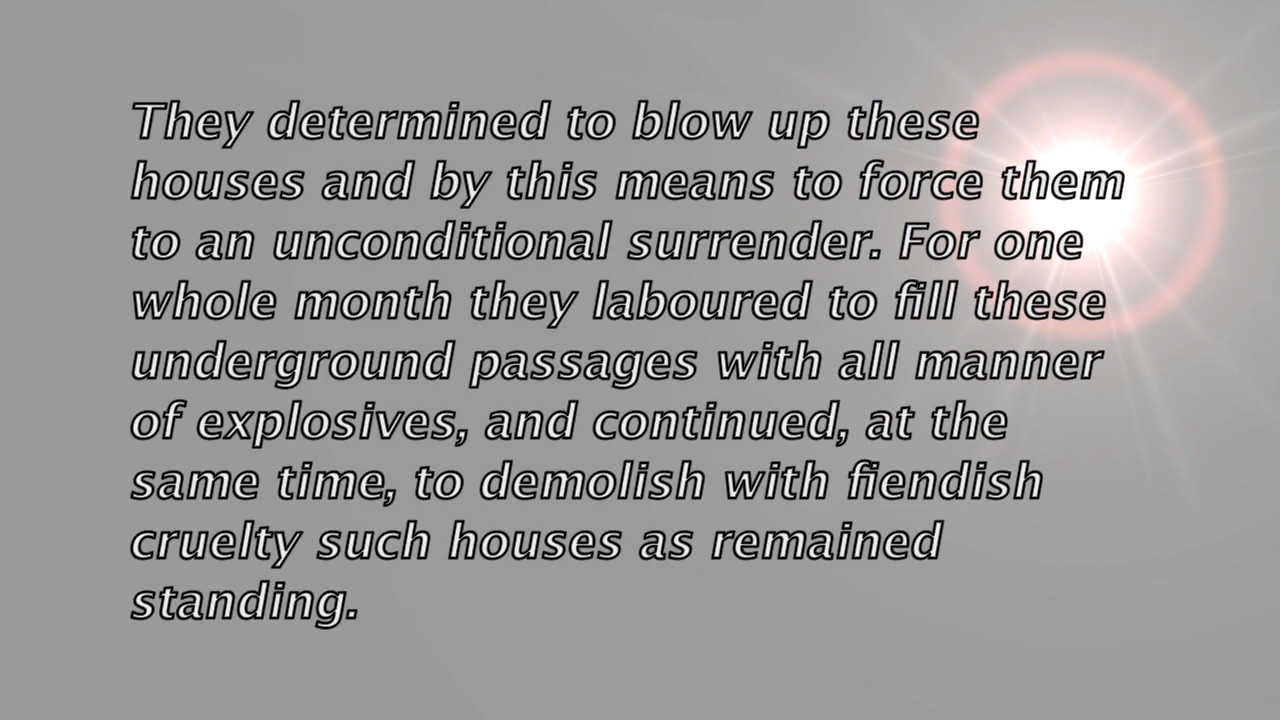 They determined to blow up these
houses and by this means to force them
to an unconditional surrender. For one
whole month they laboured to fill these
underground passages with all manner
of explosives, and continued, at the
same time, to demolish with fiendish
cruelty such houses as remained
standing.